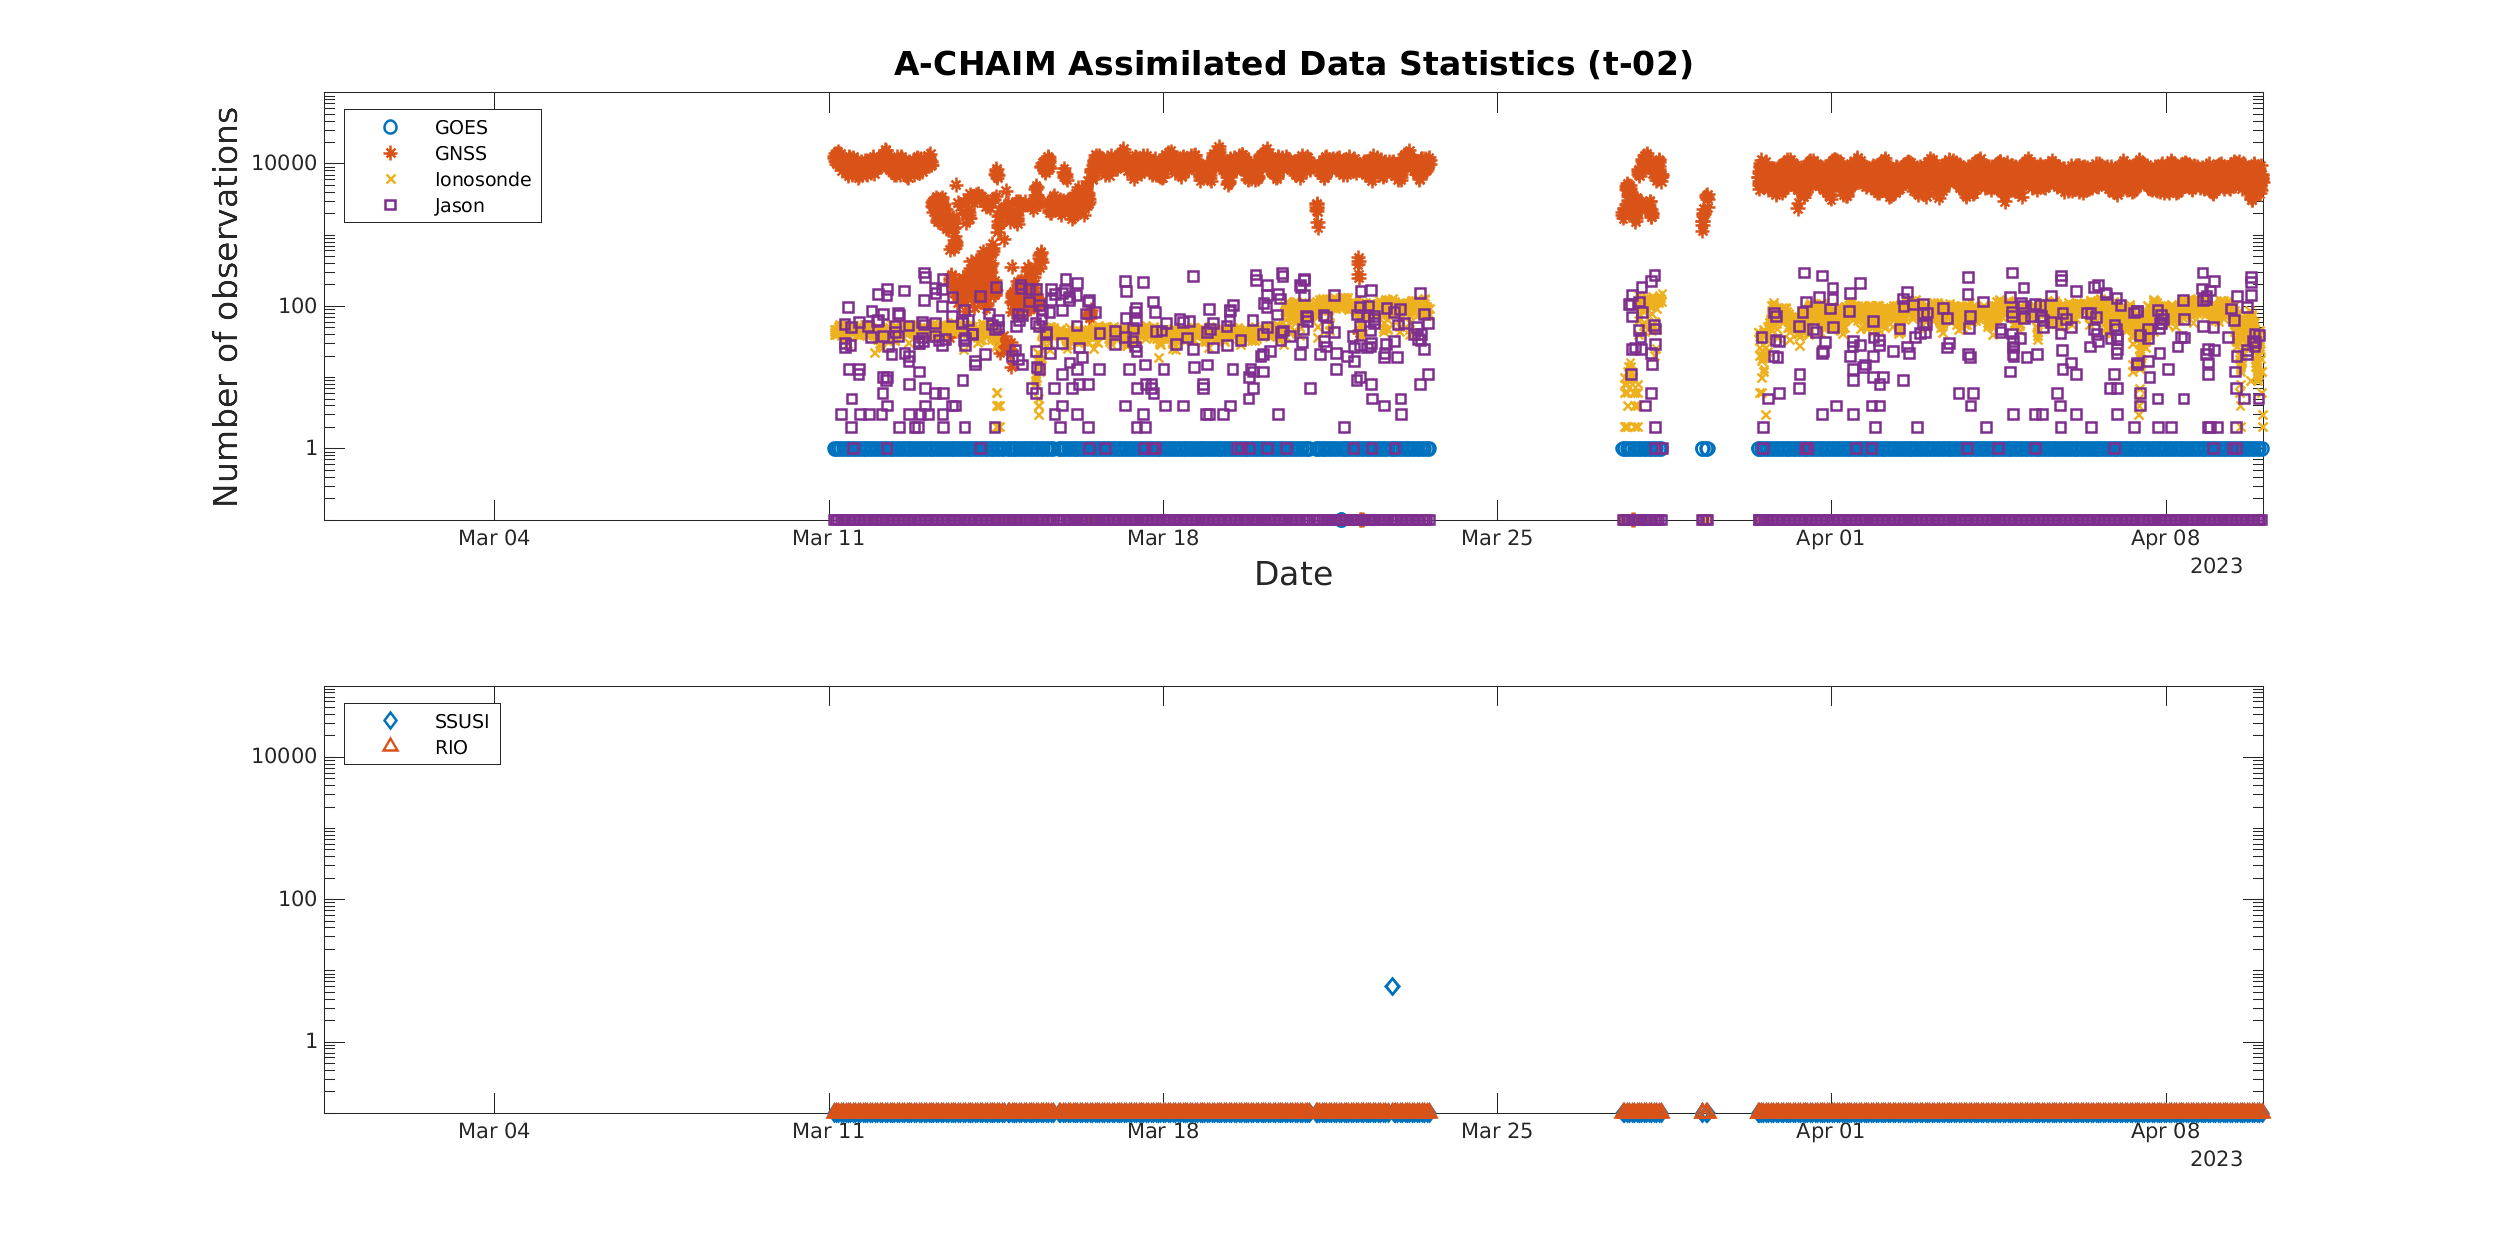 A-CHAIM Assimilated Data Statistics (t-02)
Number of observations
10000
100
1
GOES
GNSS
Ionosonde
Jason
Mar 04
Mar 11
Mar 18
Mar 25
Apr 01
Apr 08
2023
Date
10000
100
1
SSUSI
RIO
Mar 04
Mar 11
Mar 18
Mar 25
Apr 01
Apr 08
2023